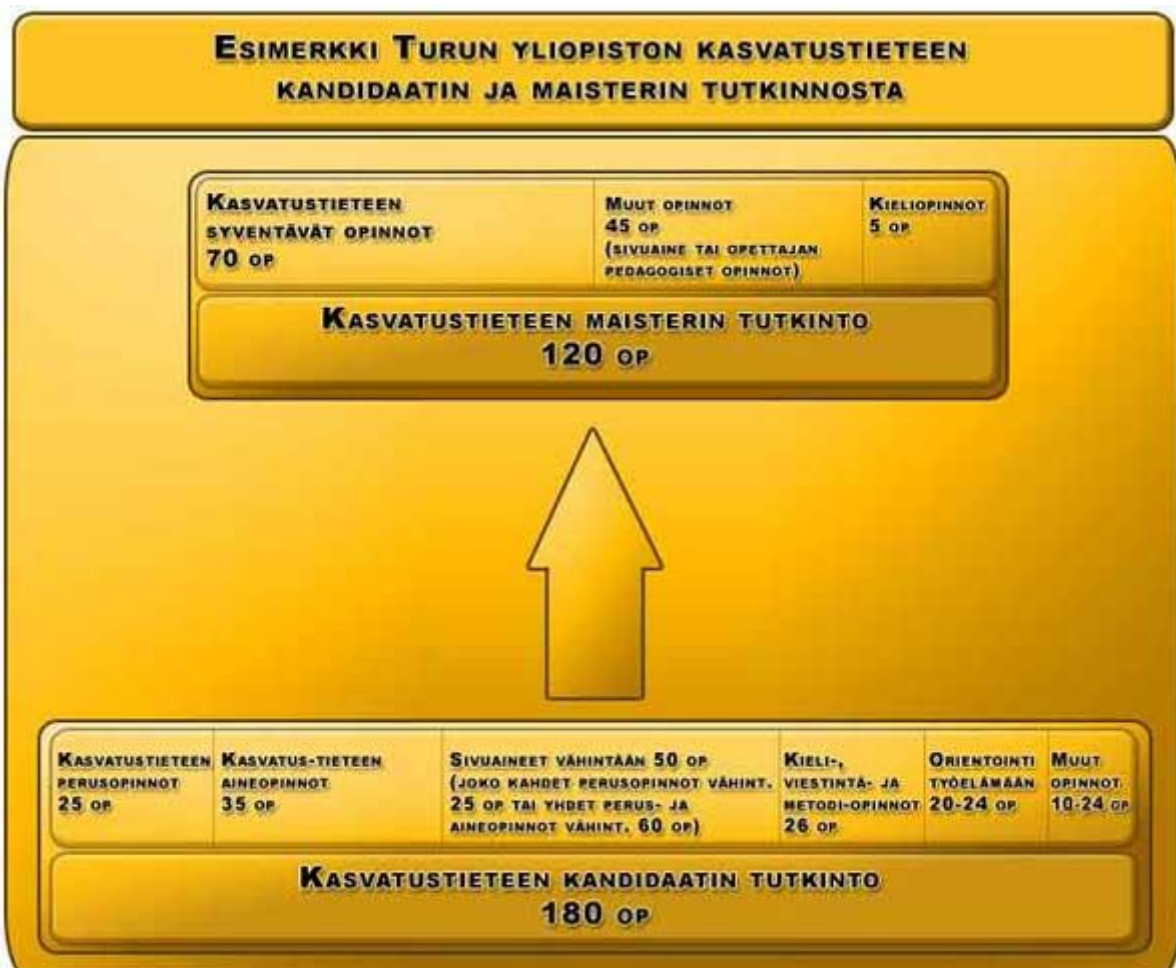 ESIMERKKI TURUN YLIOPISTON KASVATUSTIETEEN
KANDIDAATIN JA MAISTERIN TUTKINNOSTA
KASVATUSTIETEEN
SYVENTÄVÄT OPINNOT
70 OP
MUUT OPINNOT
45 OP
(SIVUAINE TAI OPETTAJAN
PEDAGOGISET OPINNOT)
KIELIOPINNOT
5 OP
KASVATUSTIETEEN MAISTERIN TUTKINTO
120 OP
KASVATUSTIETEEN
PERUSOPINNOT
25 OP
KASVATUS-TIETEEN
AINEOPINNOT
35 OP
SIVUAINEET VÄHINTÄÄN 50 OP
(JOKO KAHDET PERUSOPINNOT VÄHINT.
25 OP TAI YHDET PERUS- JA
AINEOPINNOT VÄHINT. 60 OP)
KIELI-,
VIESTINTÄ- JA
METODI-OPINNOT
26 OP
ORIENTOINTI
TYÖELÄMÄÄN
20-24 OP
MUUT
OPINNOT
10-24 OP
KASVATUSTIETEEN KANDIDAATIN TUTKINTO
180 OP